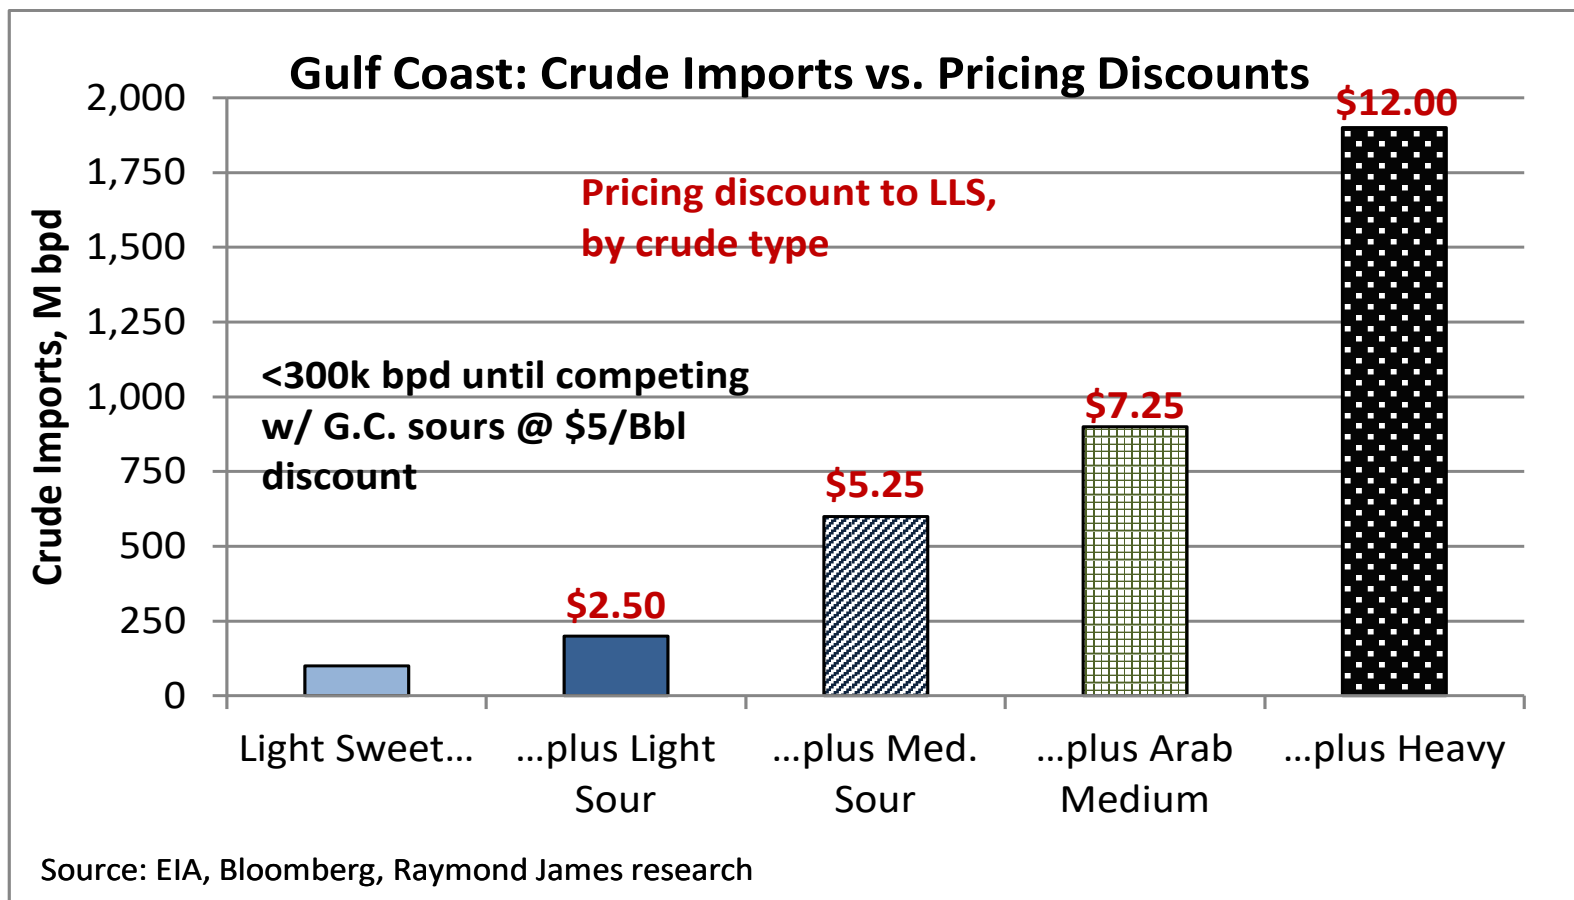 Gulf Coast: Crude Imports vs. Pricing Discounts
Crude Imports, M bpd
2,000
1,750
1,500
1,250
1,000
750
500
250
0
Pricing discount to LLS,
by crude type
<300k bpd until competing
w/ G.C. sours @ $5/Bbl
discount
$2.50
$5.25
$7.25
$12.00
Light Sweet...
...plus Light
Sour
...plus Med.
Sour
...plus Arab
Medium
...plus Heavy
Source: EIA, Bloomberg, Raymond James research